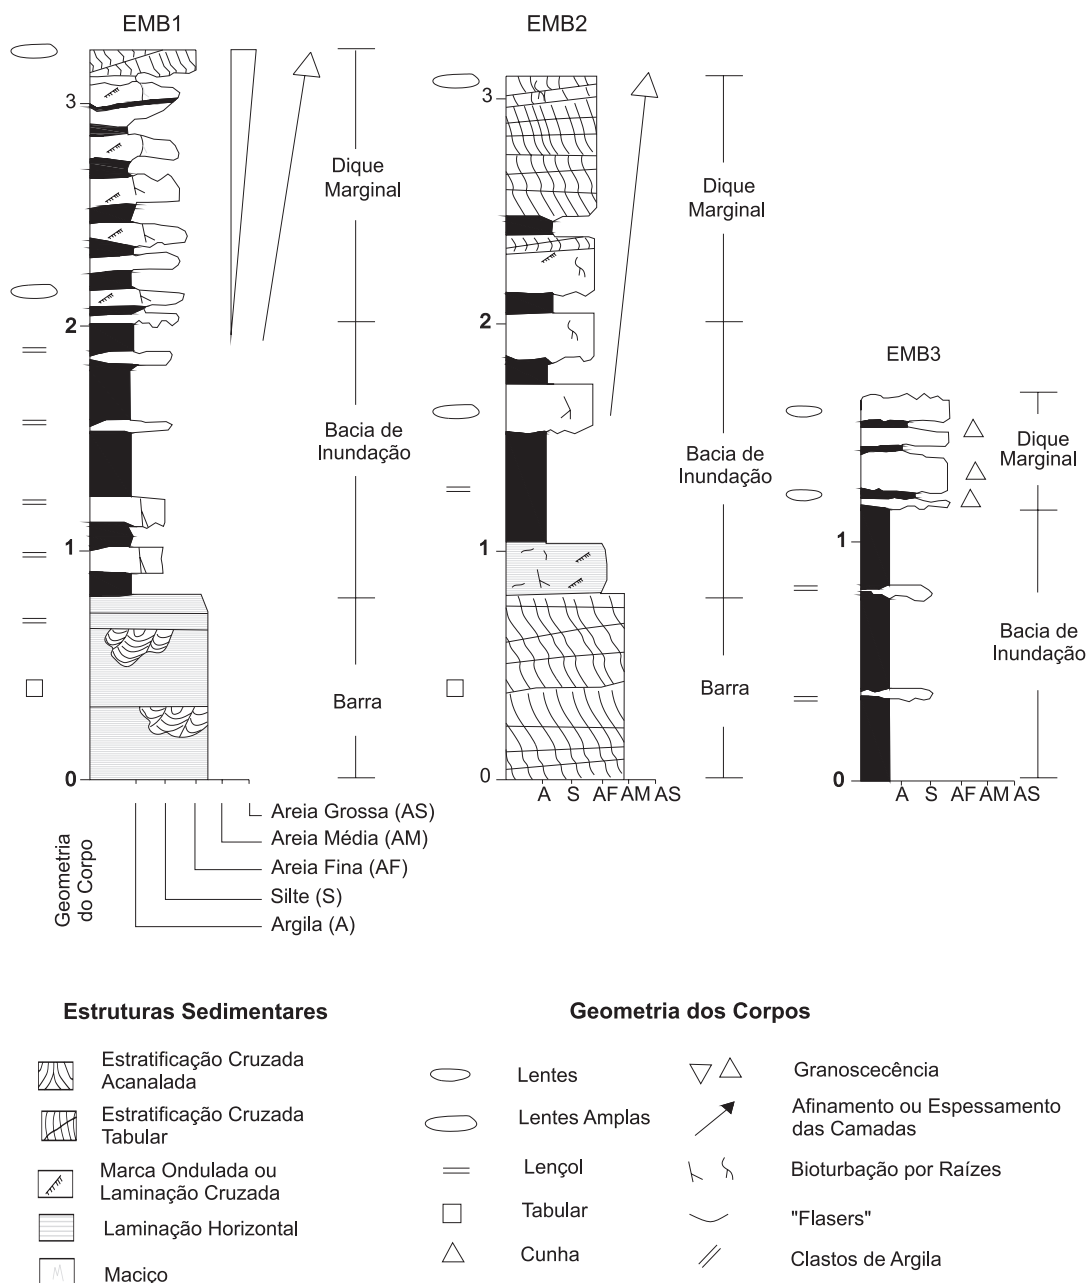 EMB1
3
2
1
0
Dique
Marginal
Bacia de
Inundação
Barra
Areia Grossa (AS)
Areia Média (AM)
Areia Fina (AF)
Silte (S)
Argila (A)
Geometria
do Corpo
EMB2
3
2
1
0
A S AF AM AS
Dique
Marginal
Bacia de
Inundação
Barra
EMB3
1
0
A S AF AM AS
Dique
Marginal
Bacia de
Inundação
Estruturas Sedimentares
Estratificação Cruzada
Acanalada
Estratificação Cruzada
Tabular
Marca Ondulada ou
Laminação Cruzada
Laminação Horizontal
Maciço
Geometria dos Corpos
Lentes
Lentes Amplas
Lençol
Tabular
Cunha
Granoscecência
Afinamento ou Espessamento
das Camadas
Bioturbação por Raízes
"Flasers"
Clastos de Argila